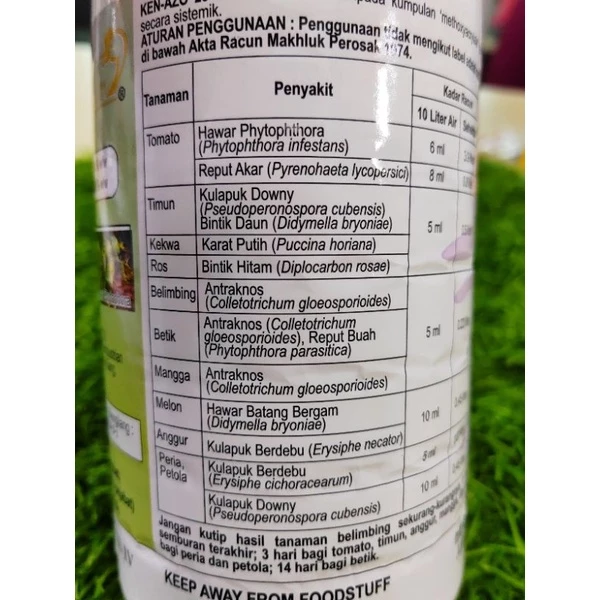 kumpulan
secara sistemik.
ATURAN PENGGUNAAN : Penggunaan tidak mengikut label
di bawah Akta Racun Makhluk Perosak 1974.
Tanaman Penyakit Kadar
10 Liter Air
Tomato Hawar Phytophthora 6 ml
(Phytophthora infestans)
Reput Akar (Pyrenohaeta lycopersici) 8 ml
Timun Kulapuk Downy
(Pseudoperonospora cubensis) 5 ml
Bintik Daun (Didymella bryoniae)
Kekwa Karat Putih (Puccina horiana)
Ros Bintik Hitam (Diplocarbon rosae)
Belimbing Antraknos
(Colletotrichum gloeosporioides)
Betik Antraknos (Colletotrichum 5 ml
gloeosporioides), Reput Buah
(Phytophthora parasitica)
Mangga Antraknos
(Colletotrichum gloeosporioides)
Melon Hawar Batang Bergam 10 ml
(Didymella bryoniae)
Anggur Kulapuk Berdebu (Erysiphe necator) 5 ml
Peria, Petola Kulapuk Berdebu
(Erysiphe cichoracearum) 10 ml
Kulapuk Downy
(Pseudoperonospora cubensis)
Jangan kutip hasil tanaman belimbing
semburan terakhir; 3 hari bagi tomato, timun, anggur,
bagi peria dan petola; 14 hari bagi betik.
KEEP AWAY FROM FOODSTUFF